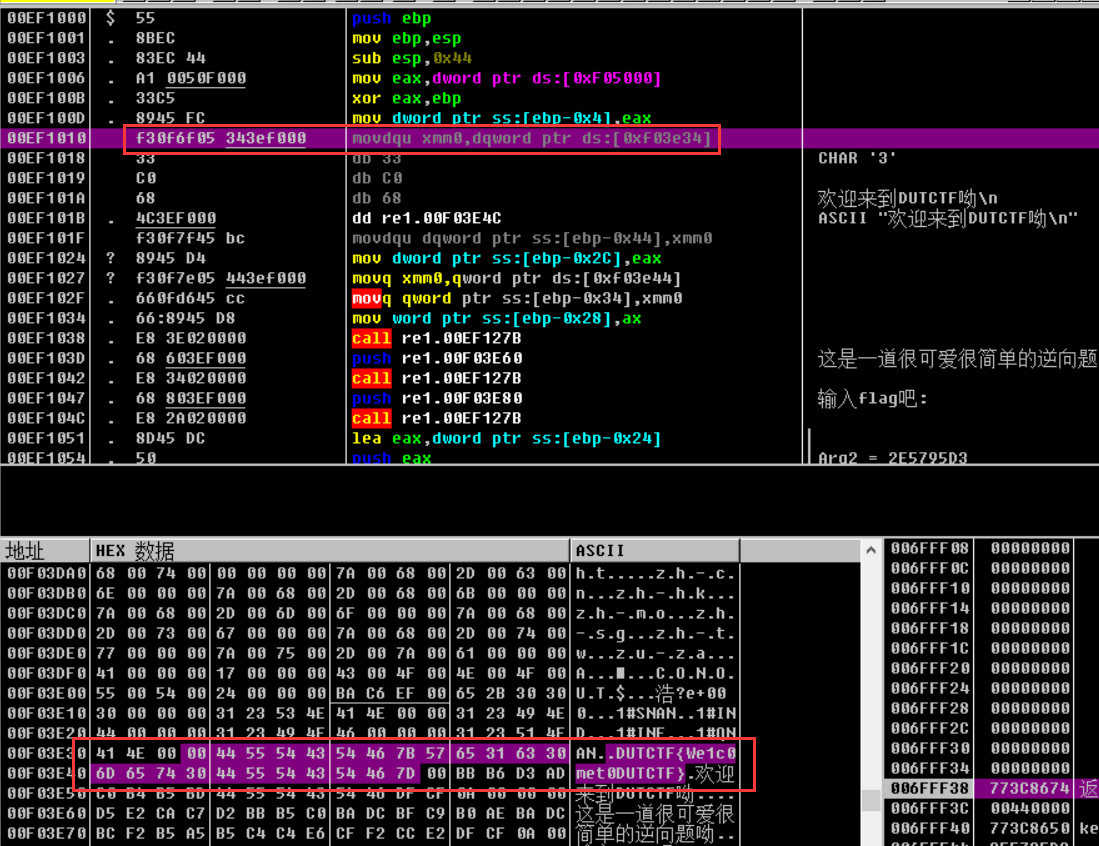 00EF1000 $ 55 push ebp
00EF1001 . 8BEC mov ebp,esp
00EF1003 . 83EC 44 sub esp,0x44
00EF1006 . A1 0050F000 mov eax,dword ptr ds:[0xF05000]
00EF100B . 33C5 xor eax,ebp
00EF100D . 8945 FC mov dword ptr ss:[ebp-0x4],eax
00EF1010 f30f6f05 343ef000 movdqu xmm0,dqword ptr ds:[0xf03e34]
00EF1018 33 db 33 CHAR '3'
00EF1019 C0 db C0
00EF101A 68 db 68 欢迎来到DUTCTF呦\n
00EF101B . 4C3EF000 dd re1.00F03E4C ASCII "欢迎来到DUTCTF呦\n"
00EF101F f30f7f45 bc movdqu dqword ptr ss:[ebp-0x44],xmm0
00EF1024 ? 8945 D4 mov dword ptr ss:[ebp-0x2C],eax
00EF1027 ? f30f7e05 443ef000 movq xmm0,qword ptr ds:[0xf03e44]
00EF102F . 660fd645 cc movq qword ptr ss:[ebp-0x34],xmm0
00EF1034 . 66:8945 D8 mov word ptr ss:[ebp-0x28],ax
00EF1038 . E8 3E020000 call re1.00EF127B
00EF103D . 68 603EF000 push re1.00F03E60 这是一道很可爱很简单的逆向题
00EF1042 . E8 34020000 call re1.00EF127B
00EF1047 . 68 803EF000 push re1.00F03E80 输入flag吧:
00EF104C . E8 2A020000 call re1.00EF127B
00EF1051 . 8D45 DC lea eax,dword ptr ss:[ebp-0x24]
00EF1054 . 50 push eax Arg2 = 2E5795D3
地址 HEX 数据 ASCII
00F03DA0 68 00 74 00 00 00 00 00 7A 00 68 00 2D 00 63 00 h.t.....z.h.-.c.
00F03DB0 6E 00 00 00 7A 00 68 00 2D 00 68 00 6B 00 00 00 n...z.h.-.h.k...
00F03DC0 7A 00 68 00 2D 00 6D 00 6F 00 00 00 7A 00 68 00 z.h.-.m.o...z.h.
00F03DD0 2D 00 73 00 67 00 00 00 7A 00 68 00 2D 00 74 00 -.s.g...z.h.-.t.
00F03DE0 77 00 00 00 7A 00 75 00 2D 00 7A 00 61 00 00 00 w...z.u.-.z.a...
00F03DF0 41 00 00 00 17 00 00 00 43 00 4F 00 4E 00 4F 00 A.■...C.O.N.O.
00F03E00 55 00 54 00 24 00 00 00 BA C6 EF 00 65 2B 30 30 U.T.$...浩?e+00
00F03E10 30 00 00 00 31 23 53 4E 41 4E 00 00 31 23 49 4E 0...1#SNAN..1#IN
00F03E20 44 00 00 00 31 23 49 4E 46 00 00 00 31 23 51 4E D...1#INF...1#QN
00F03E30 41 4E 00 00 44 55 54 43 54 46 7B 57 65 31 63 30 AN..DUTCTF{We1c0
00F03E40 6D 65 74 30 44 55 54 43 54 46 7D 00 BB B6 D3 AD met0DUTCTF}.欢迎
00F03E50 C0 B4 B5 BD 44 55 54 43 54 46 DF CF 0A 00 00 00 来到DUTCTF呦....
00F03E60 D5 E2 CA C7 D2 BB B5 C0 BA DC BF C9 B0 AE BA DC 这是一道很可爱很
00F03E70 BC F2 B5 A5 B5 C4 C4 E6 CF F2 CC E2 DF CF 0A 00 简单的逆向题呦..
006FFF08 00000000
006FFF0C 00000000
006FFF10 00000000
006FFF14 00000000
006FFF18 00000000
006FFF1C 00000000
006FFF20 00000000
006FFF24 00000000
006FFF28 00000000
006FFF2C 00000000
006FFF30 00000000
006FFF34 00000000
006FFF38 773C8674 返
006FFF3C 00440000
006FFF40 773C8650 ke